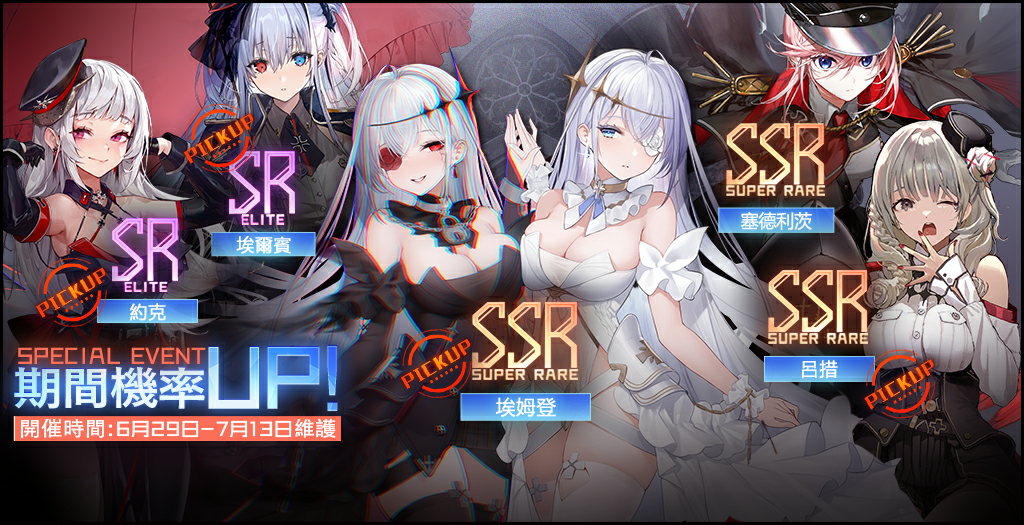 PICKUP
SR
ELITE
埃爾賓
SR
ELITE
PICKUP
約克
SSR
SUPER RARE
塞德利茨
SSR
SUPER RARE
呂措
PICKUP
PICKUP
SSR
SUPER RARE
埃姆登
SPECIAL EVENT
期間機率UP!
開催時間:6月29日-7月13日維護